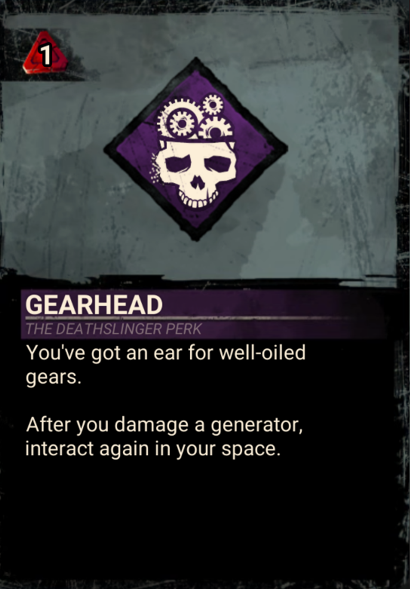 1
GEARHEAD
THE DEATHSLINGER PERK
You've got an ear for well-oiled
gears.
After you damage a generator,
interact again in your space.